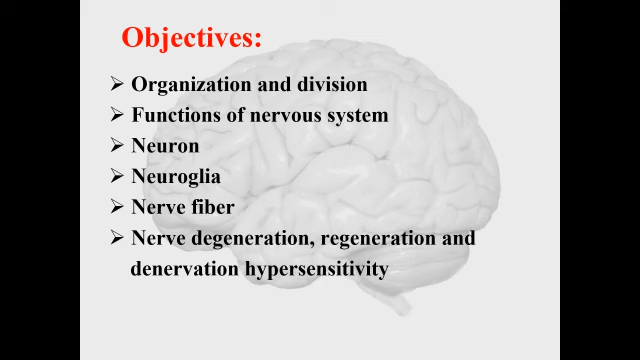 Objectives:
➢ Organization and division
➢ Functions of nervous system
➢ Neuron
➢ Neuroglia
➢ Nerve fiber
➢ Nerve degeneration, regeneration and
denervation hypersensitivity